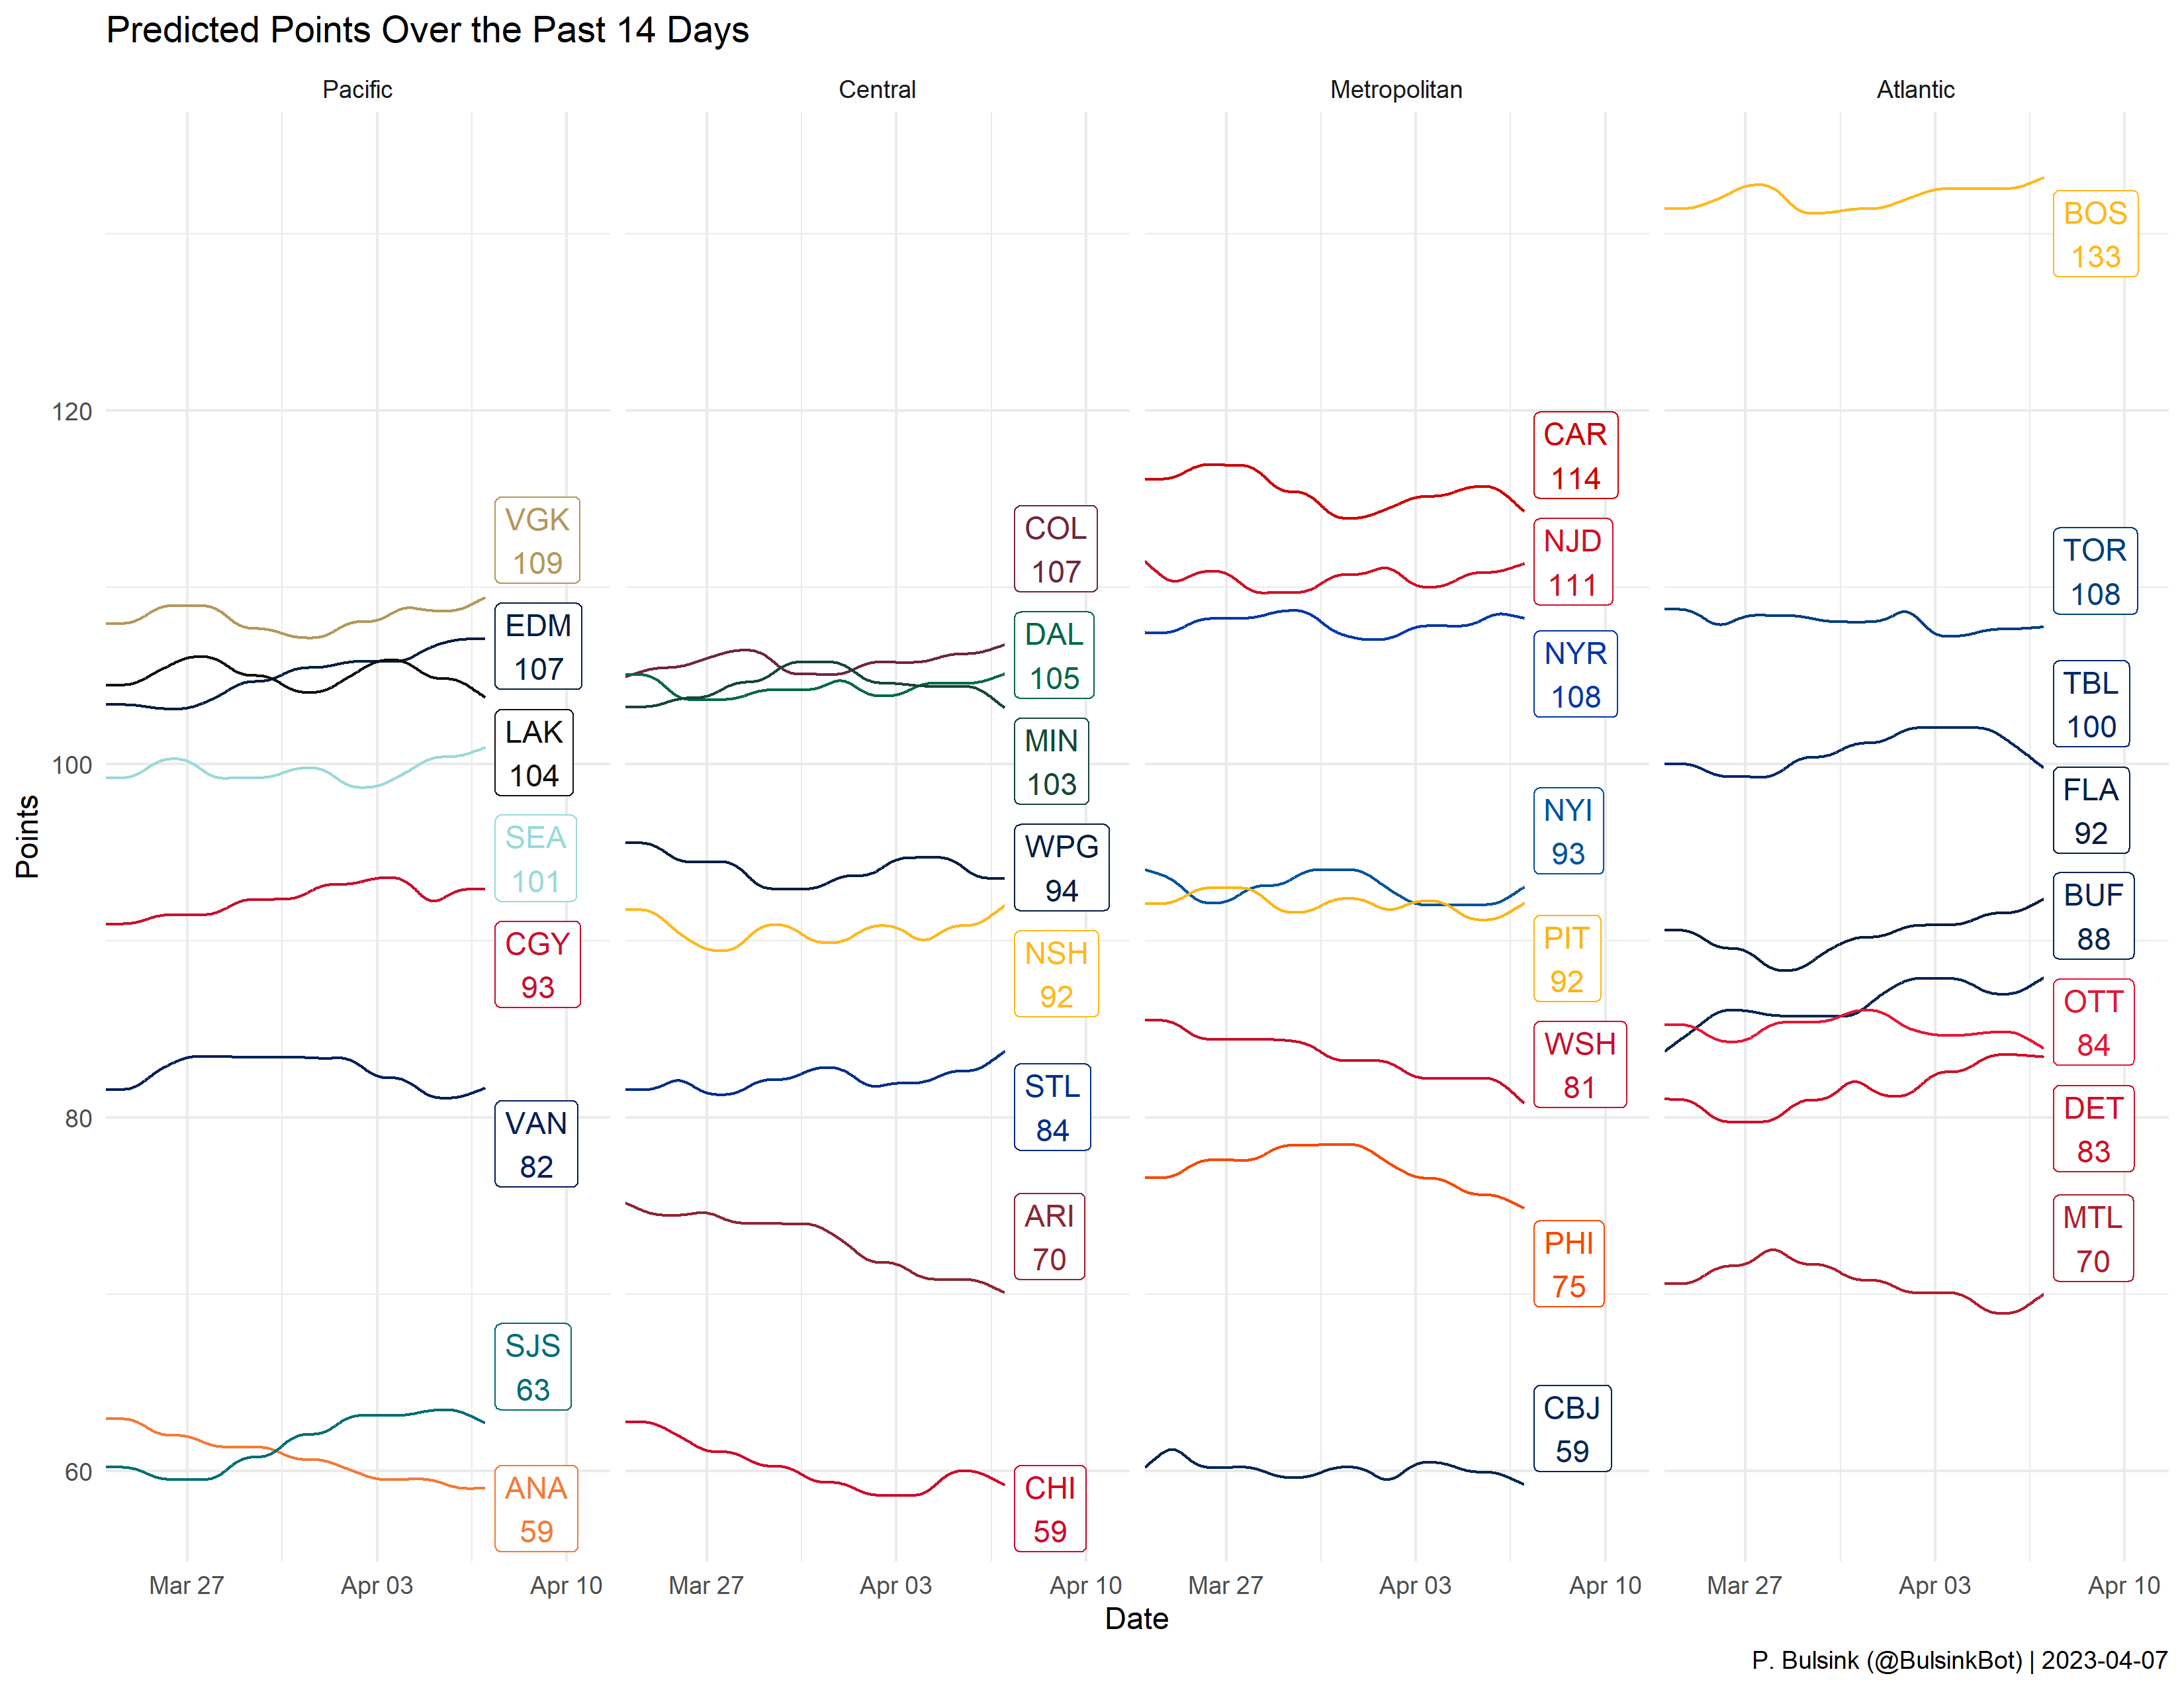 Predicted Points Over the Past 14 Days
Pacific
Central
Metropolitan
Atlantic
Points
120
100
80
60
VGK
109
EDM
107
LAK
104
SEA
101
CGY
93
VAN
82
SJS
63
ANA
59
COL
107
DAL
105
MIN
103
WPG
94
NSH
92
STL
84
ARI
70
CHI
59
CAR
114
NJD
111
NYR
108
NYI
93
PIT
92
WSH
81
PHI
75
CBJ
59
BOS
133
TOR
108
TBL
100
FLA
92
BUF
88
OTT
84
DET
83
MTL
70
Mar 27 Apr 03 Apr 10
Mar 27 Apr 03 Apr 10
Mar 27 Apr 03 Apr 10
Mar 27 Apr 03 Apr 10
Date
P. Bulsink (@BulsinkBot) | 2023-04-07